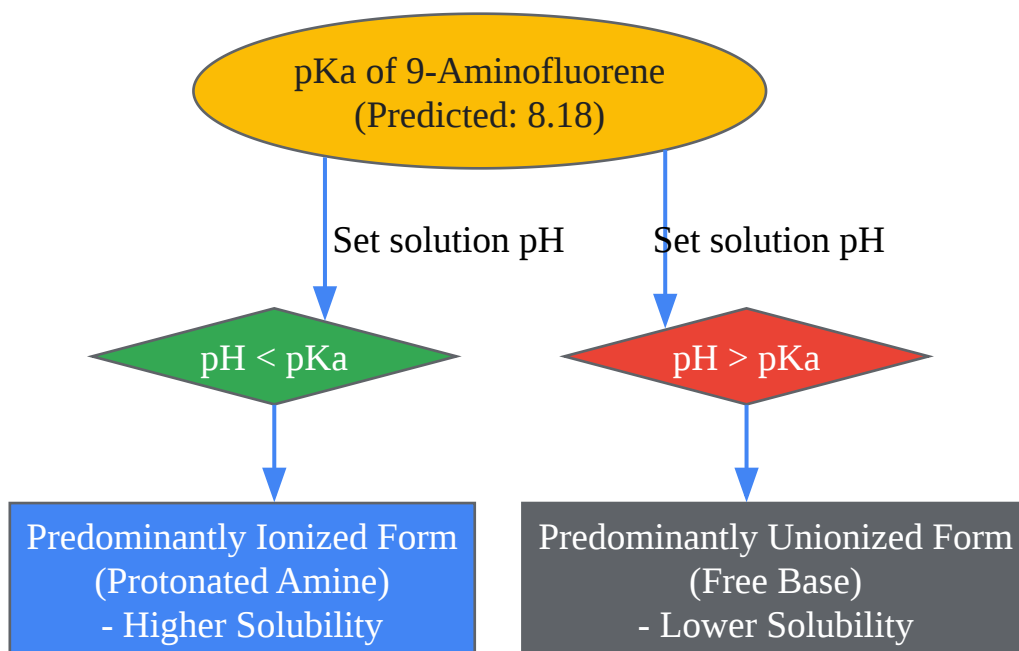 pKa of 9-Aminofluorene
(Predicted: 8.18)
Set solution pH
Set solution pH
pH < pKa
pH > pKa
Predominantly Ionized Form
(Protonated Amine)
- Higher Solubility
Predominantly Unionized Form
(Free Base)
- Lower Solubility